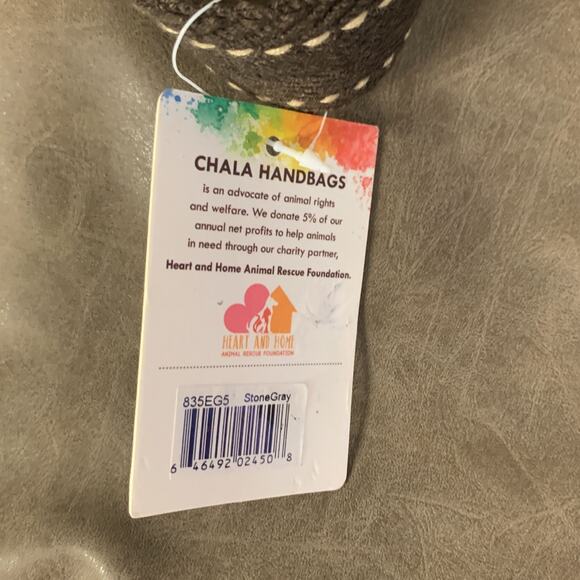 CHALA HANDBAGS
is an advocate of animal rights
and welfare. We donate 5% of our
annual net profits to help animals
in need through our charity partner,
Heart and Home Animal Rescue Foundation.
HEART AND HOME
ANIMAL RESCUE FOUNDATION
835EG5 StoneGray
6 46492 02450 8